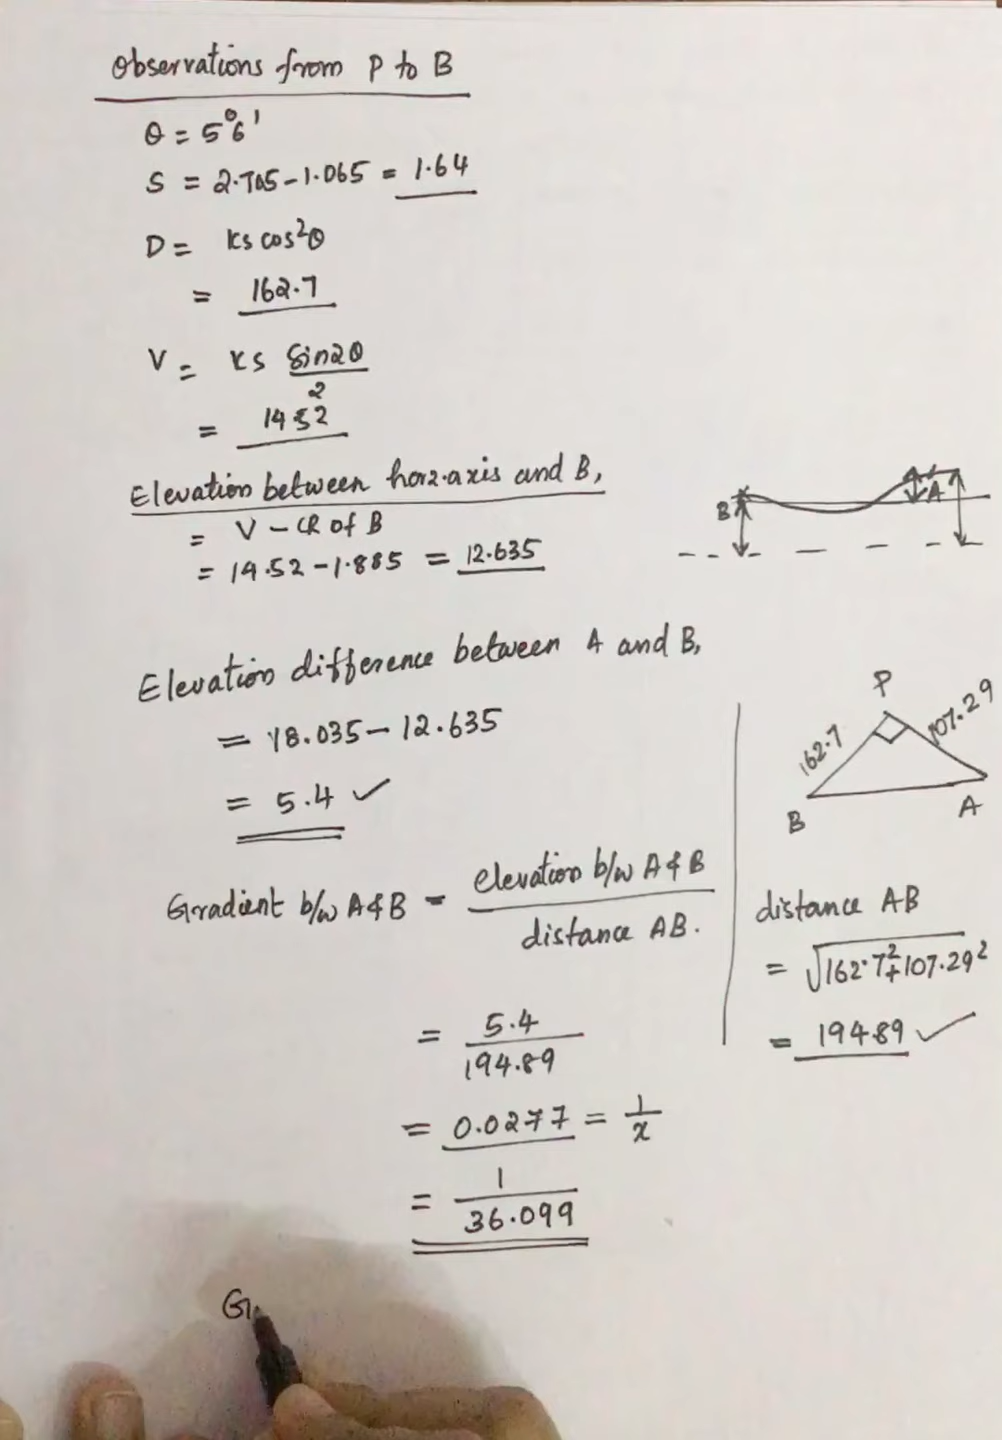 Observations from P to B
θ = 5°6'
S = 2.705-1.065 = 1.64
D = ks cos²θ
= 162.7
V = ks sin2θ/2
= 14.52
Elevation between horz.axis and B,
= V - CR of B
= 14.52-1.885 = 12.635
B A
Elevation difference between A and B,
= 18.035-12.635
= 5.4 ✓
P
162.7 107.29
B A
Gradient b/w A&B = elevation b/w A&B / distance AB.
distance AB
= √162.7²+107.29²
= 194.89 ✓
= 5.4/194.89
= 0.0277 = 1/x
= 1/36.099